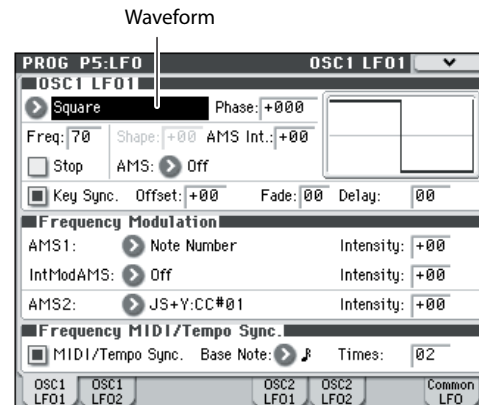 Waveform
PROG P5:LFO OSC1 LFO1
OSC1 LFO1
Square Phase: +000
Freq: 70 Shape: +00 AMS Int.: +00
Stop AMS: Off
Key Sync. Offset: +00 Fade: 00 Delay: 00
Frequency Modulation
AMS1: Note Number Intensity: +00
IntModAMS: Off Intensity: +00
AMS2: JS+Y:CC#01 Intensity: +00
Frequency MIDI/Tempo Sync.
MIDI/Tempo Sync. Base Note: ♪ Times: 02
OSC1 LFO1 OSC1 LFO2 OSC2 LFO1 OSC2 LFO2 Common LFO